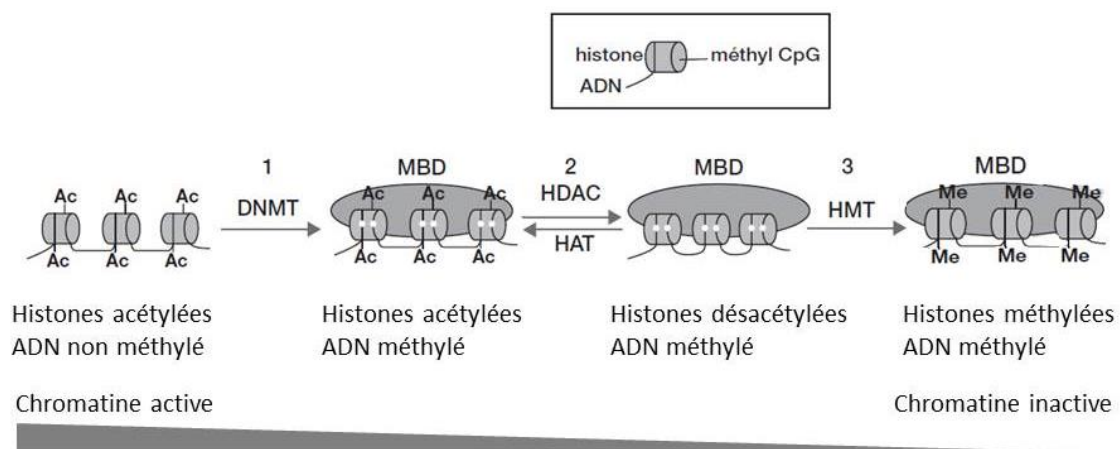 histone
méthyl CpG
ADN
1
2
3
MBD
MBD
MBD
Ac Ac Ac
Ac Ac Ac
Me Me Me
DNMT
HDAC
HAT
HMT
Ac Ac Ac
Ac Ac Ac
Me Me Me
Histones acétylées
ADN non méthylé
Histones acétylées
ADN méthylé
Histones désacétylées
ADN méthylé
Histones méthylées
ADN méthylé
Chromatine active
Chromatine inactive